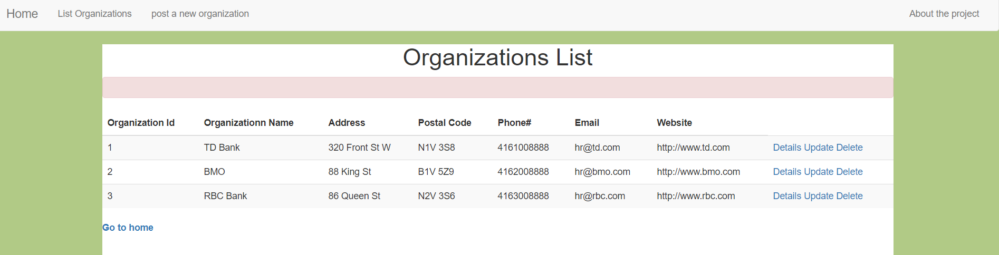 Home List Organizations post a new organization About the project
Organizations List
Organization Id Organizationn Name Address Postal Code Phone# Email Website
1 TD Bank 320 Front St W N1V 3S8 4161008888 hr@td.com http://www.td.com Details Update Delete
2 BMO 88 King St B1V 5Z9 4162008888 hr@bmo.com http://www.bmo.com Details Update Delete
3 RBC Bank 86 Queen St N2V 3S6 4163008888 hr@rbc.com http://www.rbc.com Details Update Delete
Go to home